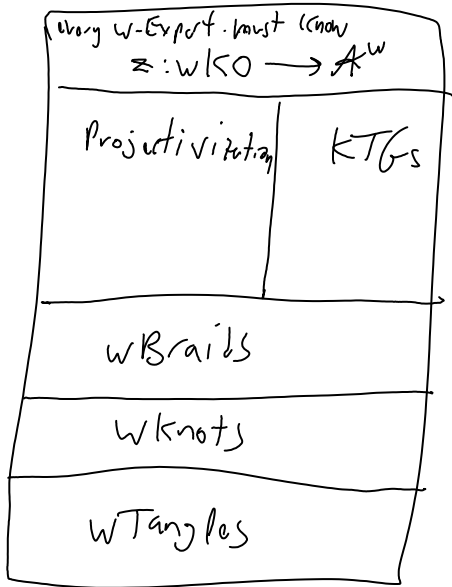 every w-Expert must know
Z:wKO → A^w
Projectivization
KTGs
wBraids
wKnots
wTangles